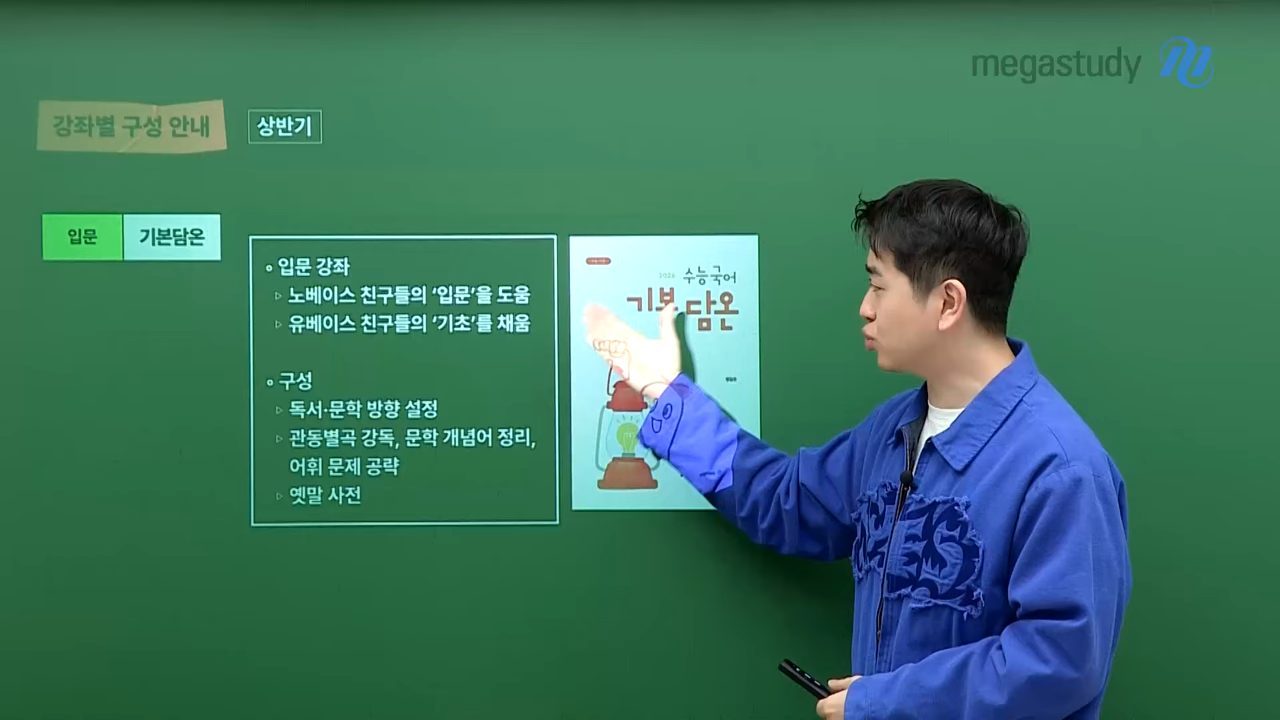 megastudy
강좌별 구성 안내
상반기
입문
기본담온
입문 강좌
노베이스 친구들의 '입문'을 도움
유베이스 친구들의 '기초'를 채움
구성
독서·문학 방향 설정
관동별곡 강독, 문학 개념어 정리,
어휘 문제 공략
옛말 사전
2026 수능 국어
기본 담온